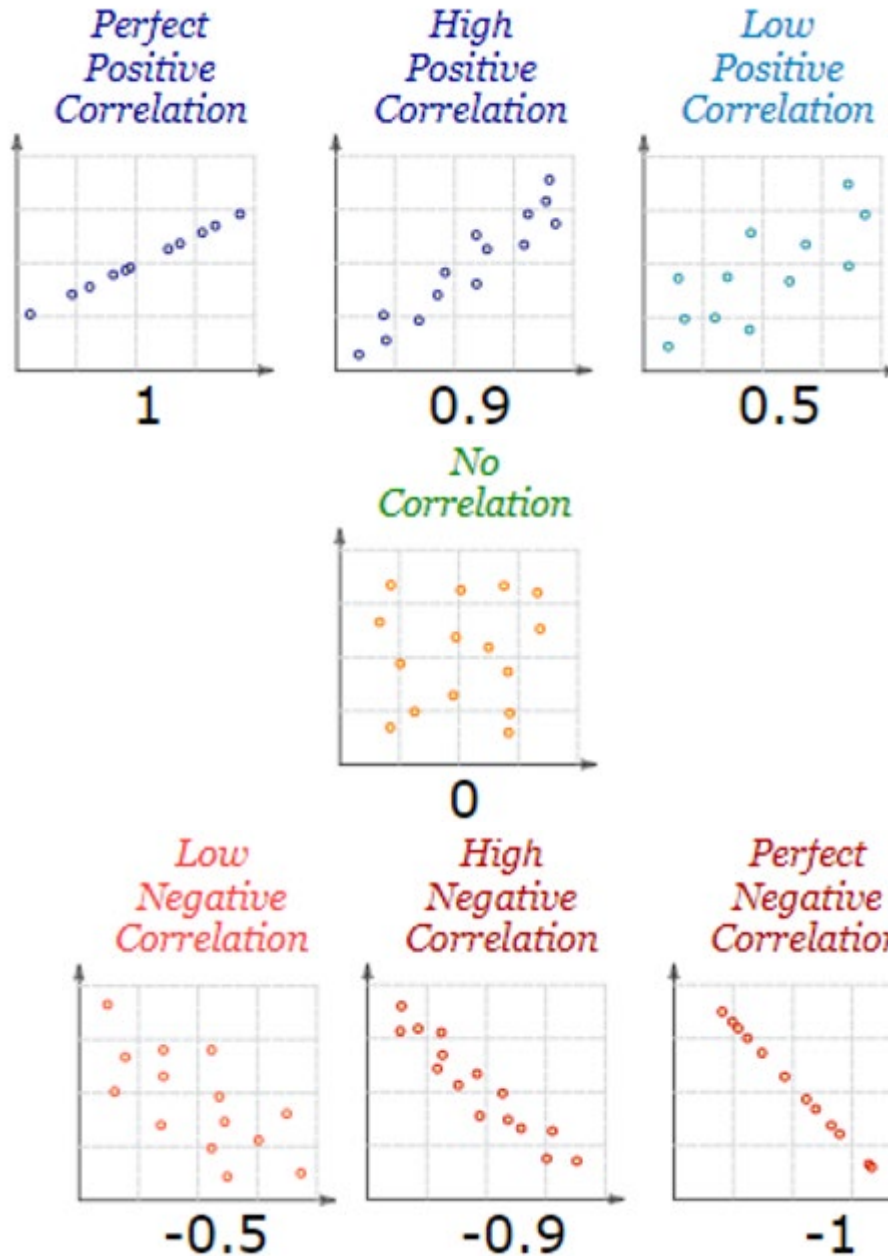 Perfect
Positive
Correlation
High
Positive
Correlation
Low
Positive
Correlation
1
0.9
0.5
No
Correlation
0
Low
Negative
Correlation
High
Negative
Correlation
Perfect
Negative
Correlation
-0.5
-0.9
-1